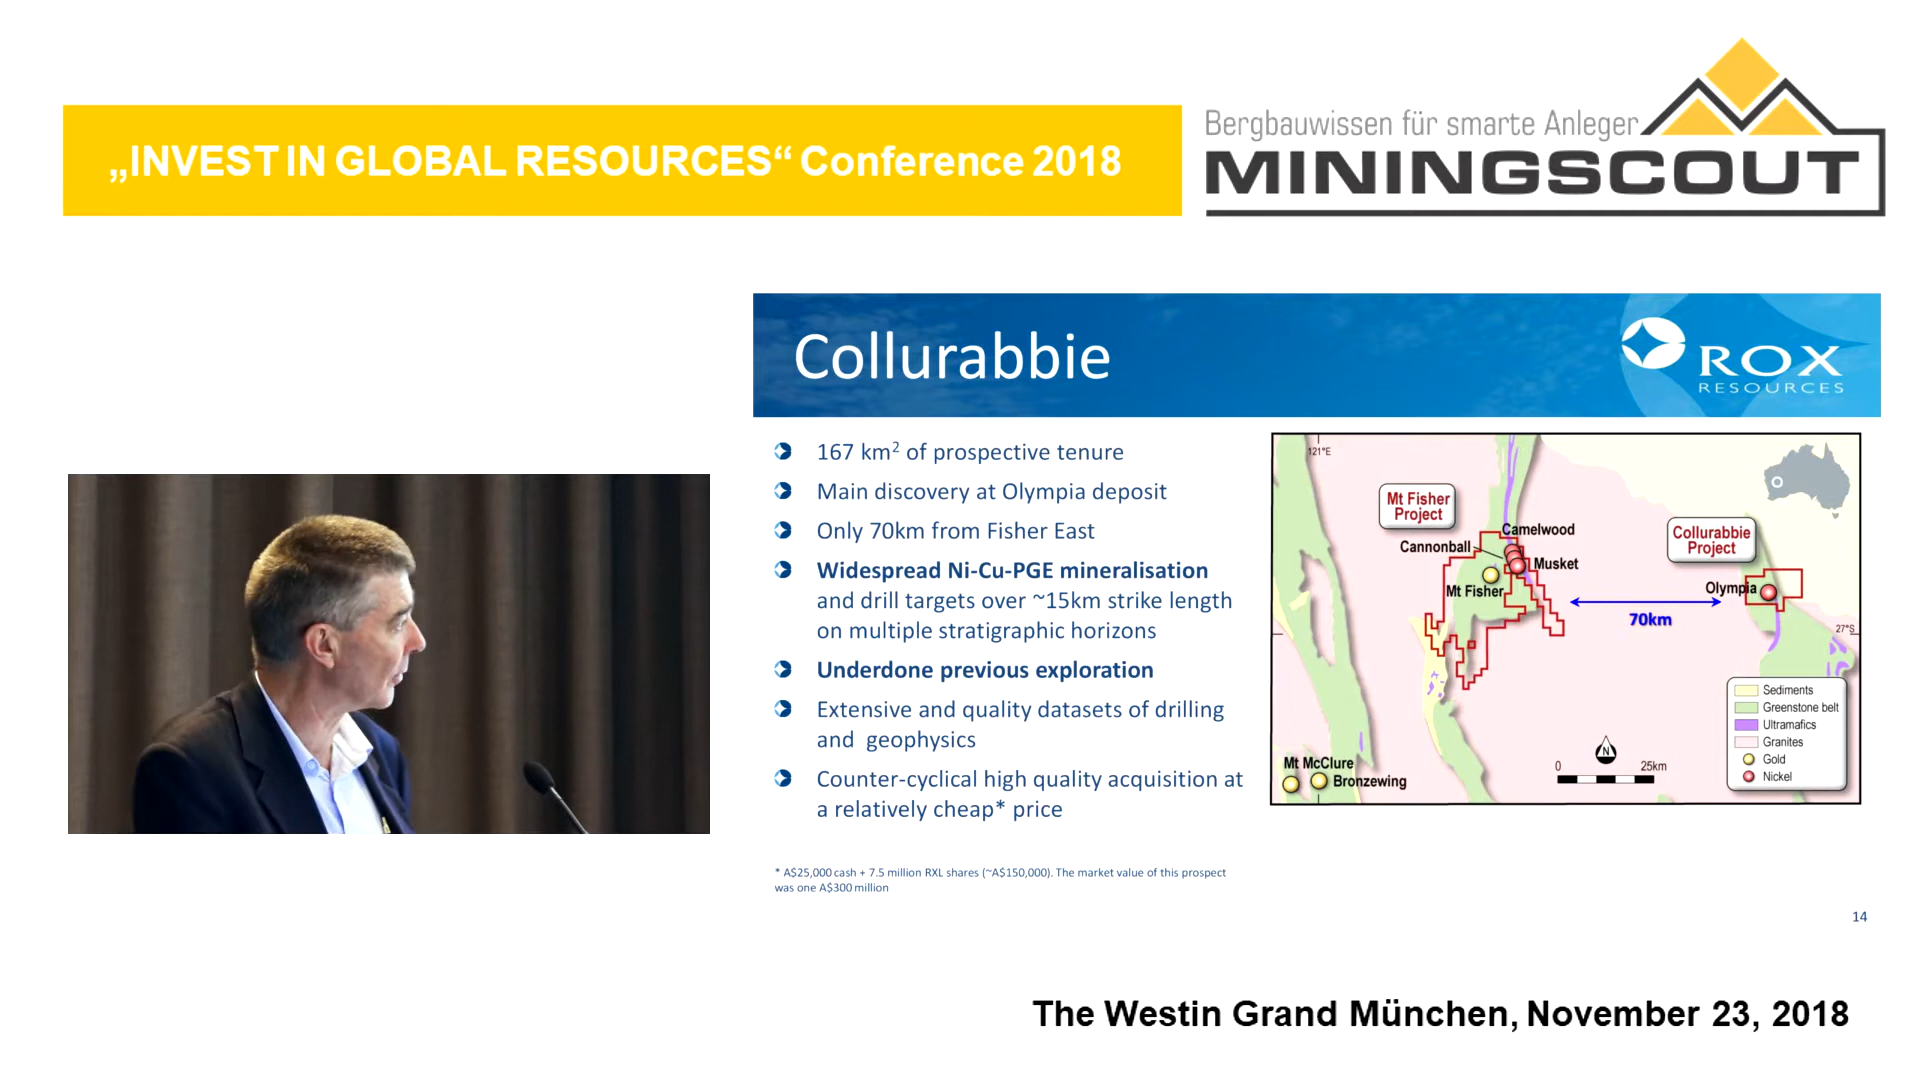 „INVEST IN GLOBAL RESOURCES“ Conference 2018
Bergbauwissen für smarte Anleger
MININGSCOUT
Collurabbie
ROX
RESOURCES
167 km² of prospective tenure
Main discovery at Olympia deposit
Only 70km from Fisher East
Widespread Ni-Cu-PGE mineralisation
and drill targets over ~15km strike length
on multiple stratigraphic horizons
Underdone previous exploration
Extensive and quality datasets of drilling
and geophysics
Counter-cyclical high quality acquisition at
a relatively cheap* price
* A$25,000 cash + 7.5 million RXL shares (~A$150,000). The market value of this prospect
was one A$300 million
121°E
Mt Fisher
Project
Camelwood
Cannonball
Musket
Mt Fisher
Collurabbie
Project
Olympia
70km
27°S
Sediments
Greenstone belt
Ultramafics
Granites
Gold
Nickel
N
0
25km
Mt McClure
Bronzewing
14
The Westin Grand München, November 23, 2018